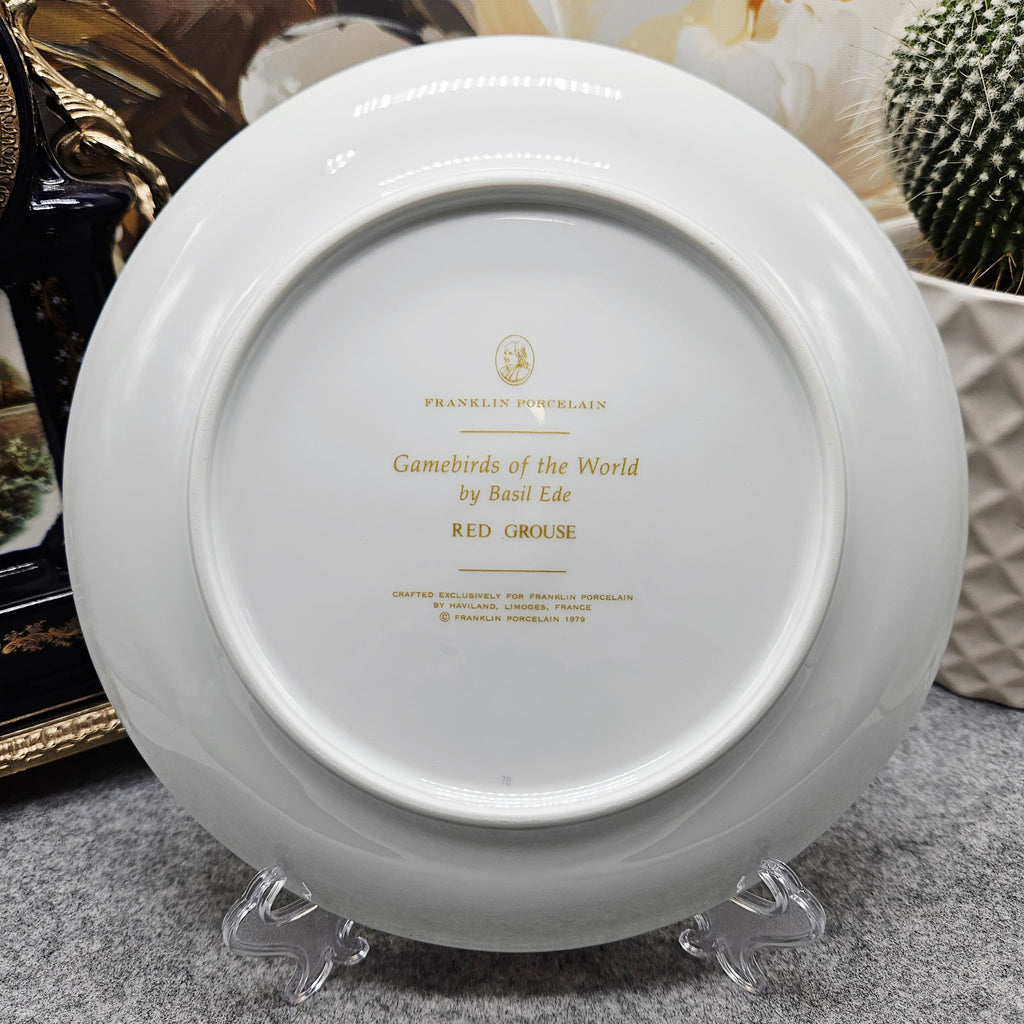 FRANKLIN PORCELAIN
Gamebirds of the World
by Basil Ede
RED GROUSE
CRAFTED EXCLUSIVELY FOR FRANKLIN PORCELAIN
BY HAVILAND, LIMOGES, FRANCE
© FRANKLIN PORCELAIN 1979
70